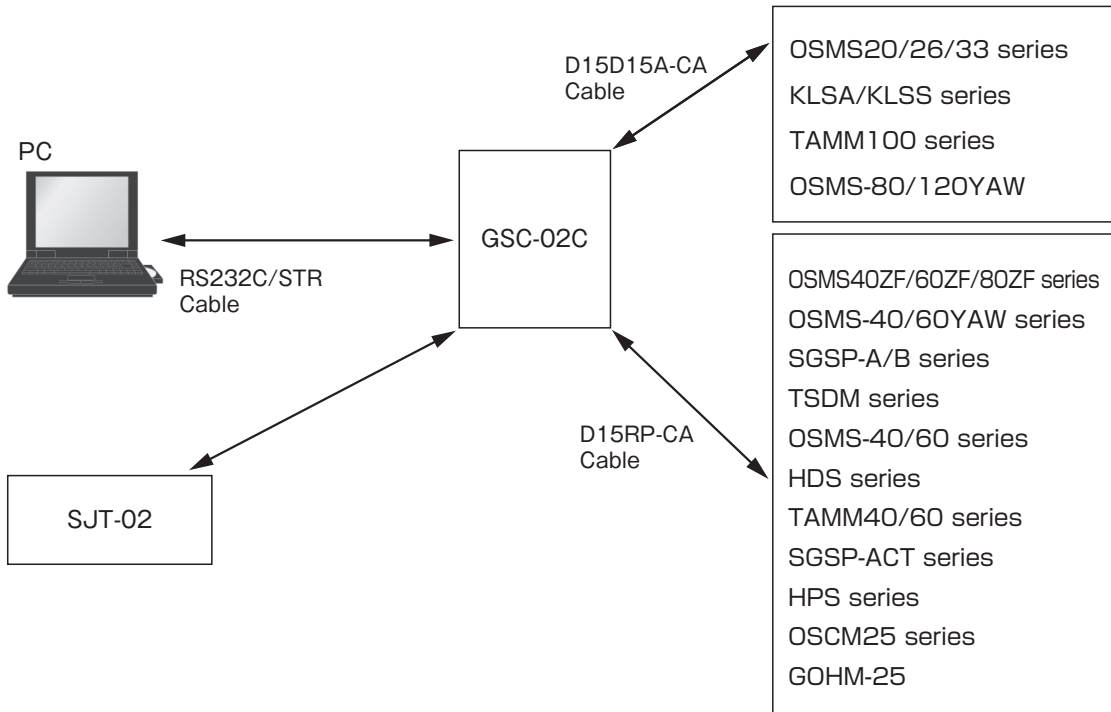 PC
RS232C/STR
Cable
SJT-02
GSC-02C
D15D15A-CA
Cable
D15RP-CA
Cable
OSMS20/26/33 series
KLSA/KLSS series
TAMM100 series
OSMS-80/120YAW
OSMS40ZF/60ZF/80ZF series
OSMS-40/60YAW series
SGSP-A/B series
TSDM series
OSMS-40/60 series
HDS series
TAMM40/60 series
SGSP-ACT series
HPS series
OSCM25 series
GOHM-25